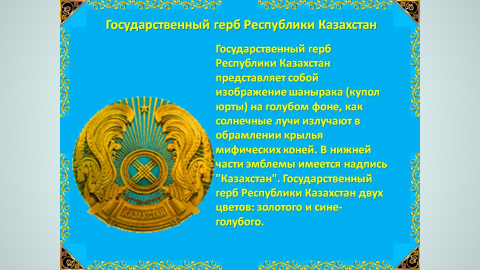 Государственный герб Республики Казахстан
Государственный герб
Республики Казахстан
представляет собой
изображение шанырака (купол
юрты) на голубом фоне, как
солнечные лучи излучают в
обрамлении крылья
мифических коней. В нижней
части эмблемы имеется надпись
"Казахстан". Государственный
герб Республики Казахстан двух
цветов: золотого и сине-
голубого.
КАЗАХСТАН